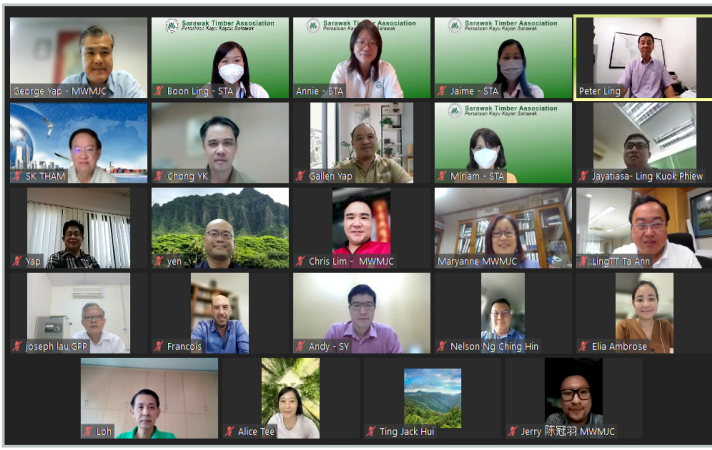 Sarawak Timber Association
Persatuan Kayu Kayan Sarawak
Sarawak Timber Association
Persatuan Kayu Kayan Sarawak
Sarawak Timber Association
Persatuan Kayu Kayan Sarawak
George Yap - MWMJC
Boon Ling - STA
Annie - STA
Jaime - STA
Peter Ling
Sarawak Timber Association
Persatuan Kayu Kayan Sarawak
SK THAM
Chong YK
Gallen Yap
Miriam - STA
Jayatiasa- Ling Kuok Phiew
Yap
yen
Chris Lim - MWMJC
Maryanne MWMJC
LingTT Ta Ann
joseph lau GPP
Francois
Andy - SY
Nelson Ng Ching Hin
Elia Ambrose
Loh
Alice Tee
Ting Jack Hui
Jerry 陈冠羽 MWMJC